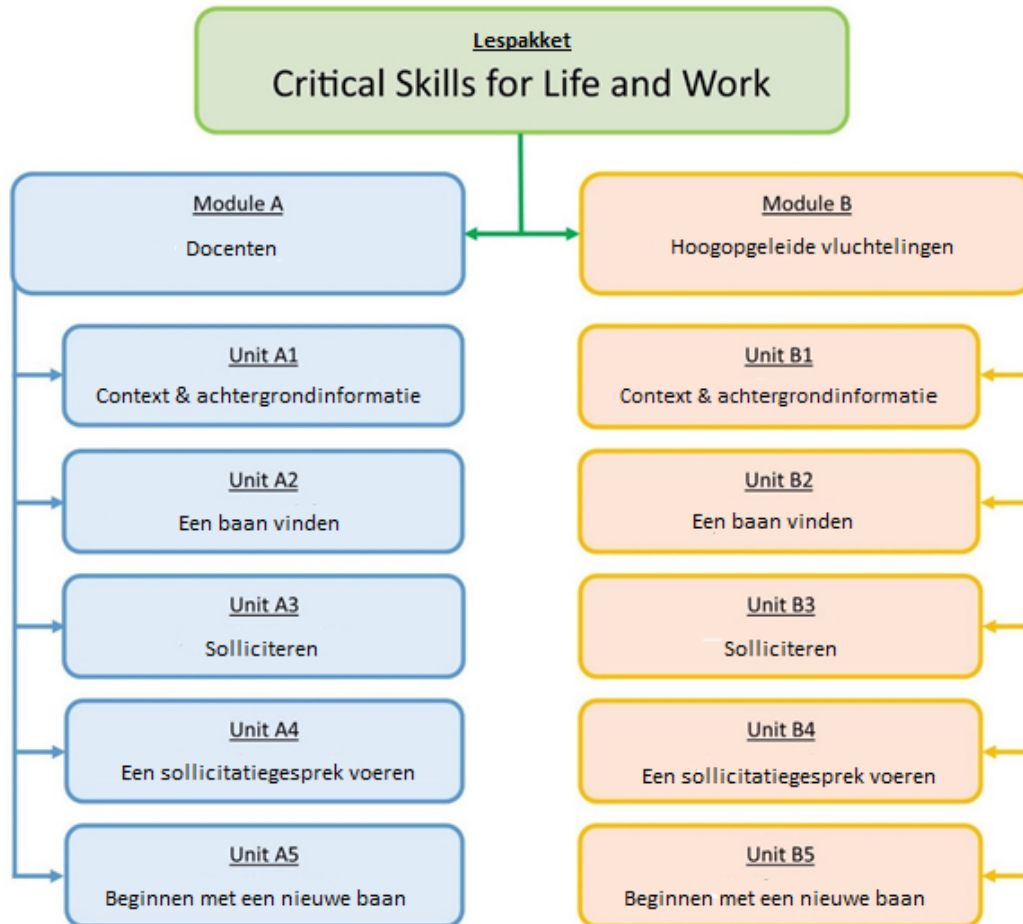 Lespakket
Critical Skills for Life and Work
Module A
Docenten
Module B
Hoogopgeleide vluchtelingen
Unit A1
Context & achtergrondinformatie
Unit A2
Een baan vinden
Unit A3
Solliciteren
Unit A4
Een sollicitatiegesprek voeren
Unit A5
Beginnen met een nieuwe baan
Unit B1
Context & achtergrondinformatie
Unit B2
Een baan vinden
Unit B3
Solliciteren
Unit B4
Een sollicitatiegesprek voeren
Unit B5
Beginnen met een nieuwe baan